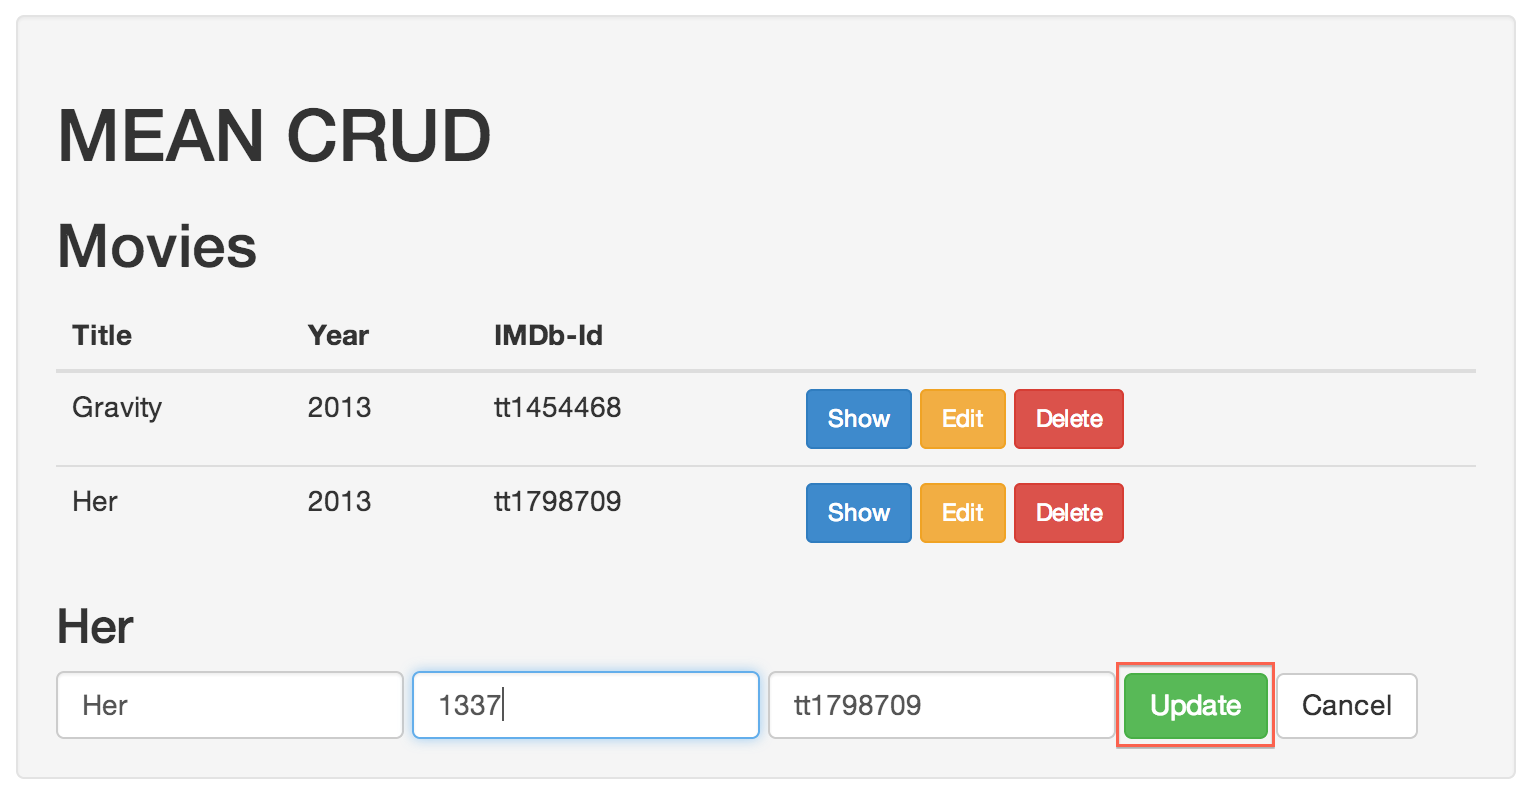 MEAN CRUD
Movies
Title Year IMDb-Id
Gravity 2013 tt1454468 Show Edit Delete
Her 2013 tt1798709 Show Edit Delete
Her
Her 1337 tt1798709 Update Cancel